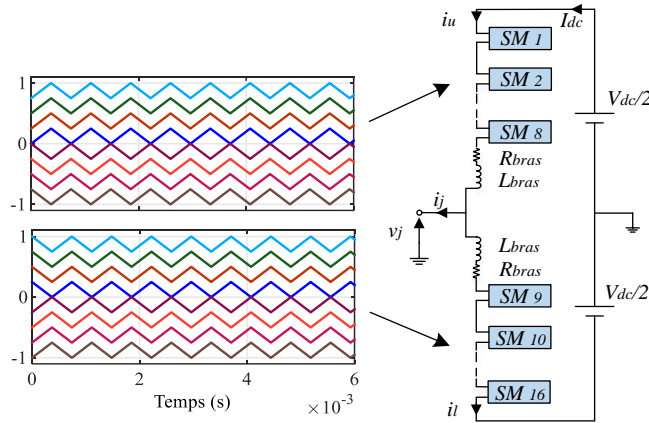 1
0
-1
1
0
-1
0
2
4
6
Temps (s)
×10⁻³
iu
Idc
SM 1
SM 2
SM 8
Rbras
Lbras
ij
vj
Lbras
Rbras
SM 9
SM 10
SM 16
il
Vdc/2
Vdc/2